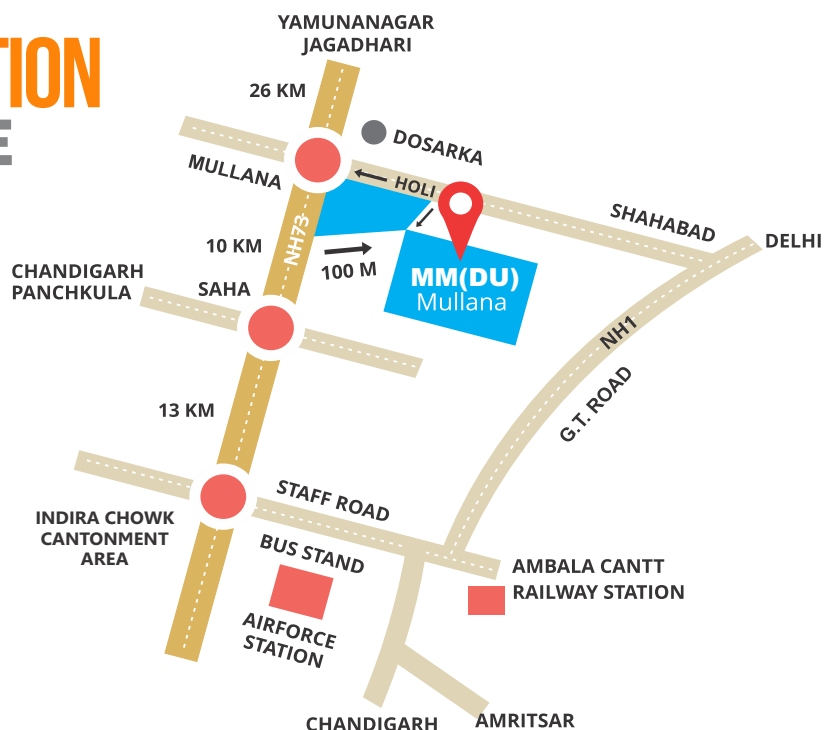 TION
E
YAMUNANAGAR
JAGADHARI
26 KM
DOSARKA
MULLANA
HOLI
SHAHABAD
DELHI
NH73
10 KM
100 M
CHANDIGARH
PANCHKULA
SAHA
MM(DU)
Mullana
NH1
G.T. ROAD
13 KM
STAFF ROAD
INDIRA CHOWK
CANTONMENT
AREA
BUS STAND
AMBALA CANTT
RAILWAY STATION
AIRFORCE
STATION
CHANDIGARH
AMRITSAR